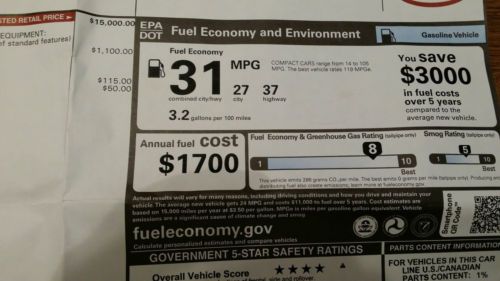 STED RETAIL PRICE
$15,000.00
EQUIPMENT:
of standard features)
$1,100.00
$115.00
$50.00
EPA
DOT
Fuel Economy and Environment
Gasoline Vehicle
Fuel Economy
31 MPG
combined city/hwy
27
city
37
highway
COMPACT CARS range from 14 to
MPG. The best vehicle rates 119 MPGe.
3.2 gallons per 100 miles
You save
$3000
in fuel costs
over 5 years
compared to the
average new vehicle.
Annual fuel cost
$1700
Fuel Economy & Greenhouse Gas Rating (tailpipe only)
1
8
10
Best
Smog Rating (tailpipe only)
1
5
10
Best
This vehicle emits 286 grams CO2 per mile. The best emits 0 grams per mile (tailpipe only). Producing and
distributing fuel also create emissions; learn more at fueleconomy.gov.
Actual results will vary for many reasons, including driving conditions and how you drive and maintain your
vehicle. The average new vehicle gets 24 MPG and costs $11,000 to fuel over 5 years. Cost estimates are
based on 15,000 miles per year at $3.50 per gallon. MPGe is miles per gasoline gallon equivalent. Vehicle
emissions are a significant cause of climate change and smog
fueleconomy.gov
Calculate personalized estimates and compare vehicles
Smartphone
QR Code™
GOVERNMENT 5-STAR SAFETY RATINGS
Overall Vehicle Score
★★★★
frontal, side and rollover
PARTS CONTENT INFORMATION
FOR VEHICLES IN THIS CAR
LINE U.S./CANADIAN
PARTS CONTENT: 1%